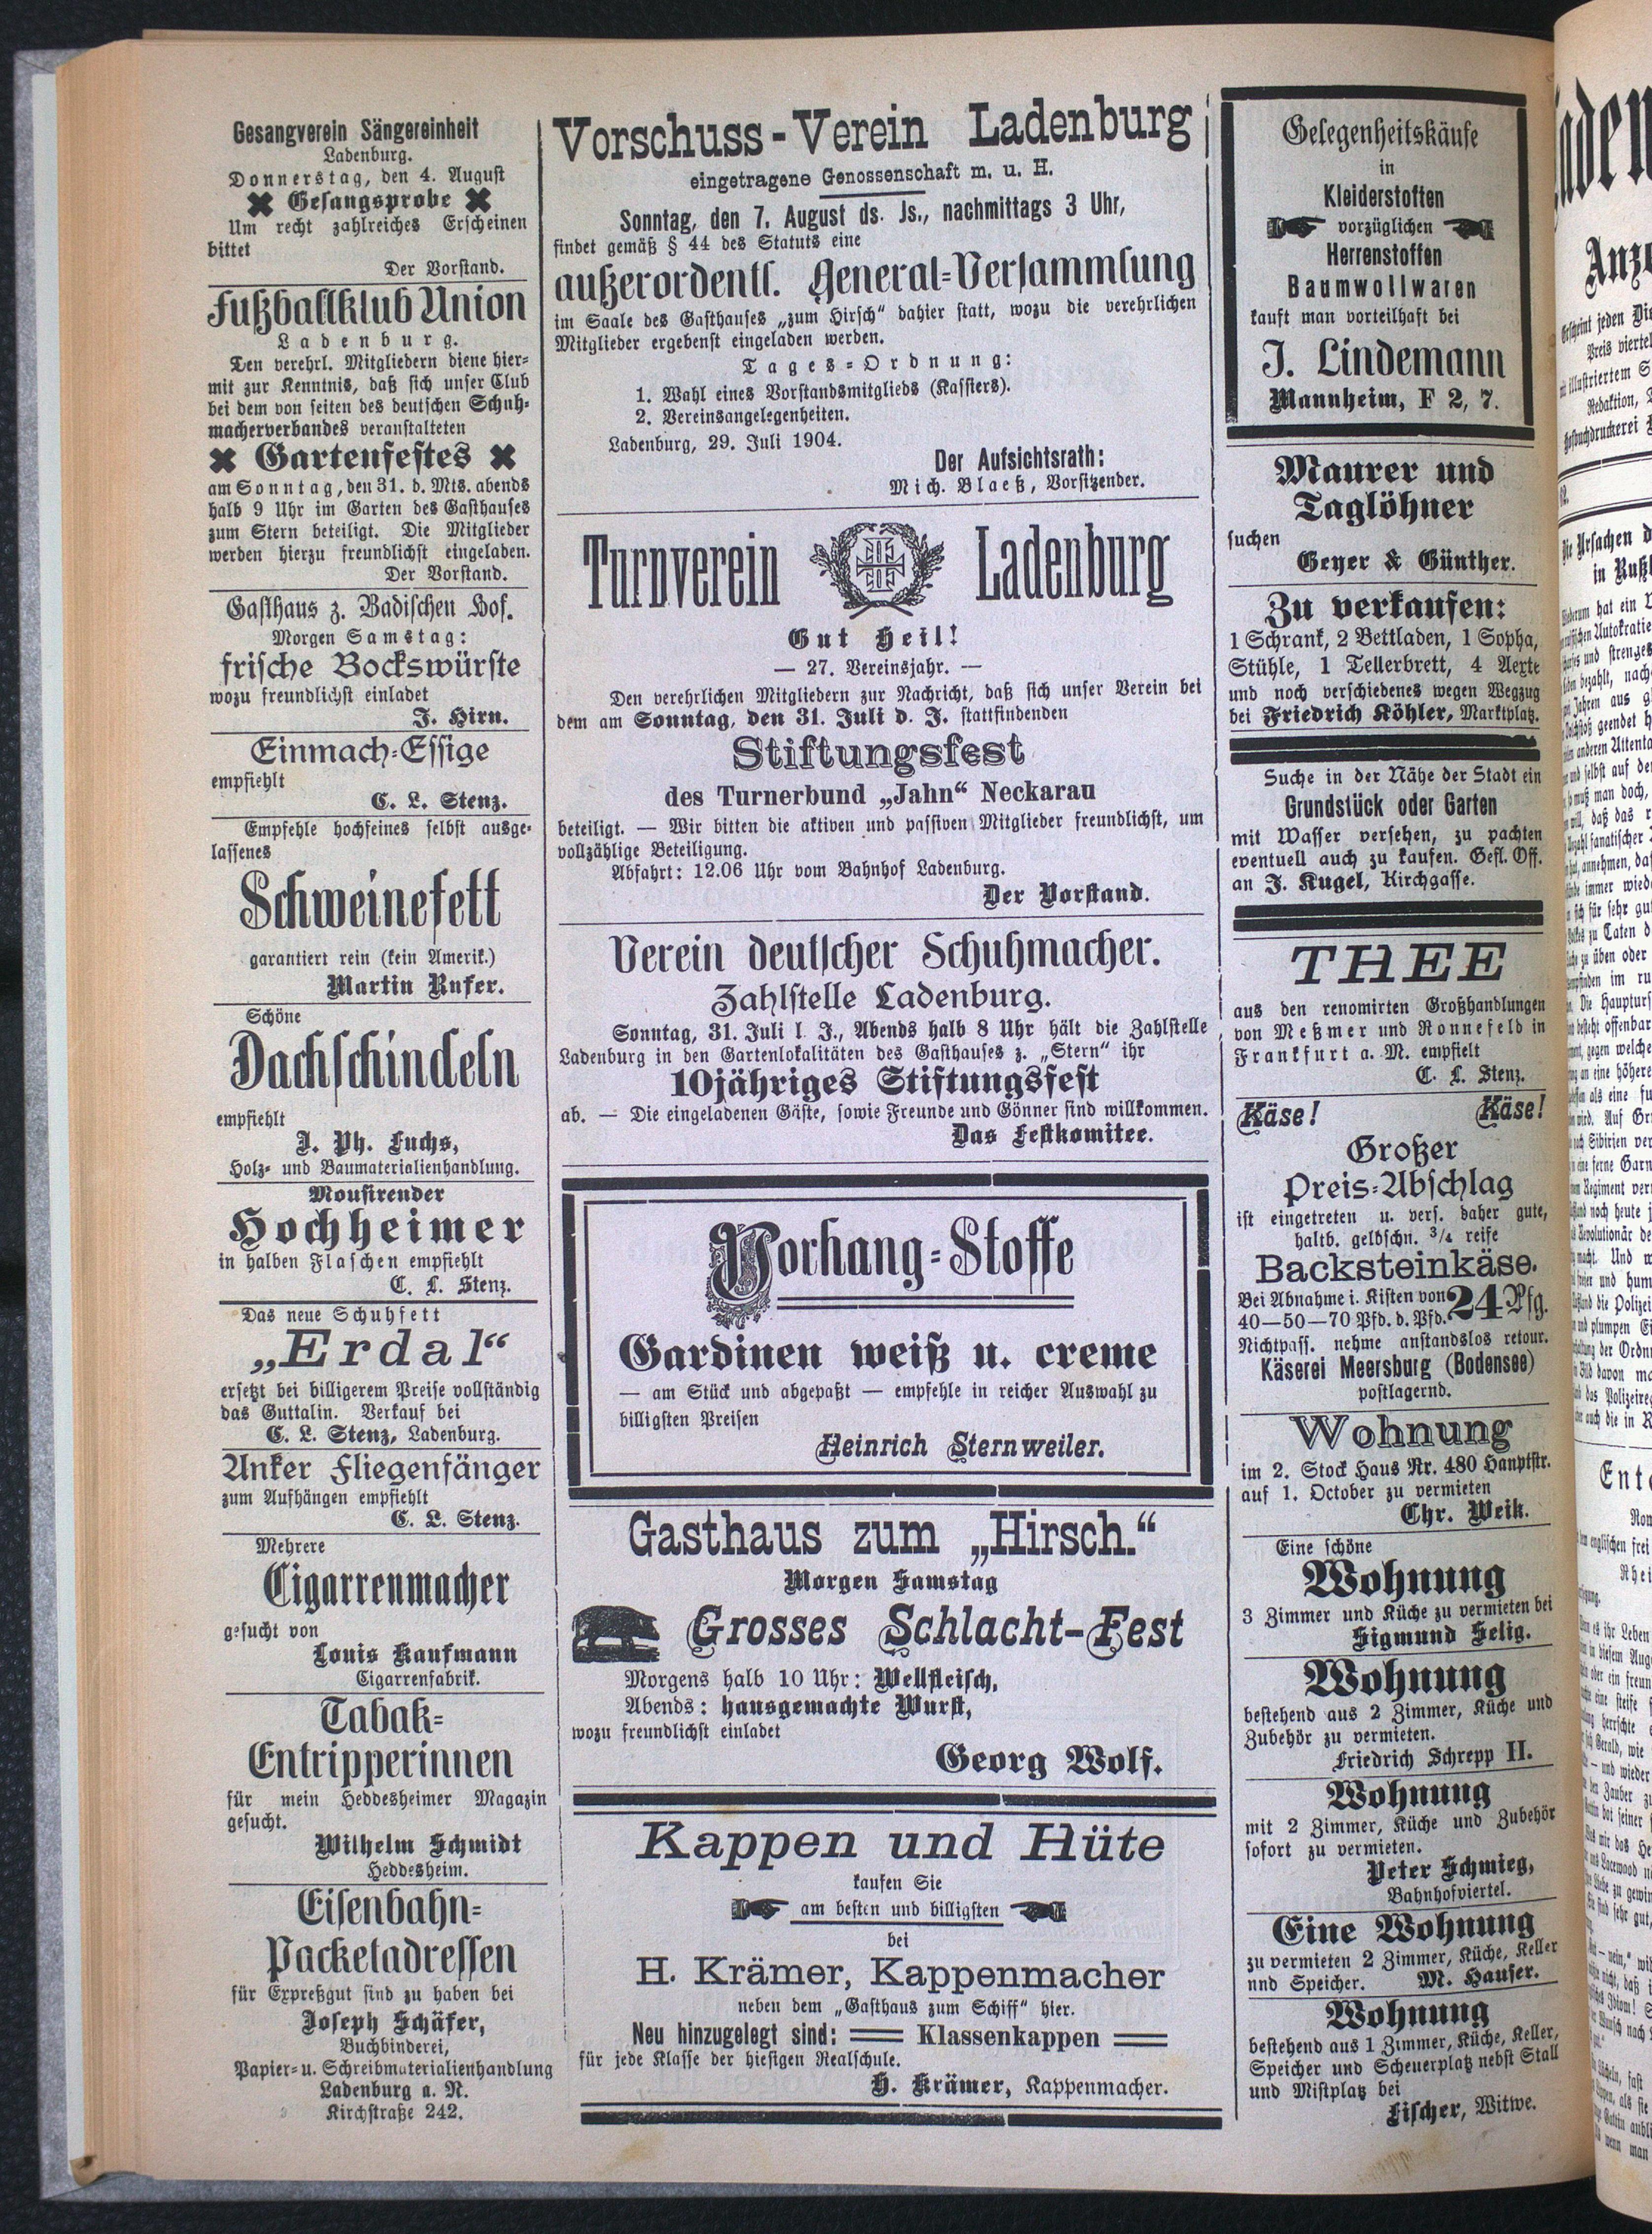 Gesangverein Sängereinheit
Ladenburg.
Donnerstag, den 4. August
Gesangsprobe
Um recht zahlreiches Erscheinen
bittet
Der Vorstand.
Fußballklub Union
Ladenburg.
Den verehrl. Mitgliedern diene hier=
mit zur Kenntnis, daß sich unser Club
bei dem von seiten des deutschen Schuh=
macherverbandes veranstalteten
Gartenfestes
am Sonntag, den 31. d. Mts. abends
halb 9 Uhr im Garten des Gasthauses
zum Stern beteiligt. Die Mitglieder
werden hierzu freundlichst eingeladen.
Der Vorstand.
Gasthaus z. Badischen Hof.
Morgen Samstag:
frische Bockswürste
wozu freundlichst einladet
J. Hirn.
Einmach=Essige
empfiehlt
C. L. Stenz.
Empfehle hochfeines selbst ausge=
lassenes
Schweinefett
garantiert rein (kein Amerik.)
Martin Rufer.
Schöne
Dachschindeln
empfiehlt
J. Ph. Fuchs,
Holz= und Baumaterialienhandlung.
Mousirender
Hochheimer
in halben Flaschen empfiehlt
C. L. Stenz.
Das neue Schuhfett
„Erdal“
ersetzt bei billigerem Preise vollständig
das Guttalin. Verkauf bei
C. L. Stenz, Ladenburg.
Anker Fliegenfänger
zum Aufhängen empfiehlt
C. L. Stenz.
Mehrere
Cigarrenmacher
gesucht von
Louis Kaufmann
Cigarrenfabrik.
Tabak=
Entripperinnen
für mein Heddesheimer Magazin
gesucht.
Wilhelm Schmidt
Heddesheim.
Eisenbahn=
Packetadressen
für Expreßgut sind zu haben bei
Joseph Schäfer,
Buchbinderei,
Papier= u. Schreibmaterialienhandlung
Ladenburg a. N.
Kirchstraße 242.
Vorschuss-Verein Ladenburg
eingetragene Genossenschaft m. u. H.
Sonntag, den 7. August ds. Js., nachmittags 3 Uhr,
findet gemäß § 44 des Statuts eine
außerordentl. General=Versammlung
im Saale des Gasthauses „zum Hirsch“ dahier statt, wozu die verehrlichen
Mitglieder ergebenst eingeladen werden.
Tages=Ordnung:
1. Wahl eines Vorstandsmitglieds (Kassiers).
2. Vereinsangelegenheiten.
Ladenburg, 29. Juli 1904.
Der Aufsichtsrath:
Mich. Blaeß, Vorsitzender.
Turnverein Ladenburg
Gut Heil!
— 27. Vereinsjahr. —
Den verehrlichen Mitgliedern zur Nachricht, daß sich unser Verein bei
dem am Sonntag, den 31. Juli d. J. stattfindenden
Stiftungsfest
des Turnerbund „Jahn“ Neckarau
beteiligt. — Wir bitten die aktiven und passiven Mitglieder freundlichst, um
vollzählige Beteiligung.
Abfahrt: 12.06 Uhr vom Bahnhof Ladenburg.
Der Vorstand.
Verein deutscher Schuhmacher.
Zahlstelle Ladenburg.
Sonntag, 31. Juli l. J., Abends halb 8 Uhr hält die Zahlstelle
Ladenburg in den Gartenlokalitäten des Gasthauses z. „Stern“ ihr
10jähriges Stiftungsfest
ab. — Die eingeladenen Gäste, sowie Freunde und Gönner sind willkommen.
Das Festkomitee.
Vorhang=Stoffe
Gardinen weiß u. creme
— am Stück und abgepaßt — empfehle in reicher Auswahl zu
billigsten Preisen
Heinrich Sternweiler.
Gasthaus zum „Hirsch.“
Morgen Samstag
Grosses Schlacht-Fest
Morgens halb 10 Uhr: Wellfleisch,
Abends: hausgemachte Wurst,
wozu freundlichst einladet
Georg Wolf.
Kappen und Hüte
kaufen Sie
am besten und billigsten
bei
H. Krämer, Kappenmacher
neben dem „Gasthaus zum Schiff“ hier.
Neu hinzugelegt sind: Klassenkappen
für jede Klasse der hiesigen Realschule.
H. Krämer, Kappenmacher.
Gelegenheitskäufe
in
Kleiderstoffen
vorzüglichen
Herrenstoffen
Baumwollwaren
kauft man vorteilhaft bei
J. Lindemann
Mannheim, F 2, 7.
Maurer und
Taglöhner
suchen
Geyer & Günther.
Zu verkaufen:
1 Schrank, 2 Bettladen, 1 Sopha,
Stühle, 1 Tellerbrett, 4 Aexte
und noch verschiedenes wegen Wegzug
bei Friedrich Köhler, Marktplatz.
Suche in der Nähe der Stadt ein
Grundstück oder Garten
mit Wasser versehen, zu pachten
eventuell auch zu kaufen. Gefl. Off.
an J. Kugel, Kirchgasse.
THEE
aus den renomirten Großhandlungen
von Meßmer und Ronnefeld in
Frankfurt a. M. empfielt
C. L. Stenz.
Käse! Käse!
Großer
Preis=Abschlag
ist eingetreten u. vers. daher gute,
haltb. gelbschn. 3/4 reife
Backsteinkäse.
Bei Abnahme i. Kisten von
40—50—70 Pfd. d. Pfd. 24 Pfg.
Nichtpass. nehme anstandslos retour.
Käserei Meersburg (Bodensee)
postlagernd.
Wohnung
im 2. Stock Haus Nr. 480 Hauptstr.
auf 1. October zu vermieten
Chr. Weik.
Eine schöne
Wohnung
3 Zimmer und Küche zu vermieten bei
Sigmund Selig.
Wohnung
bestehend aus 2 Zimmer, Küche und
Zubehör zu vermieten.
Friedrich Schrepp II.
Wohnung
mit 2 Zimmer, Küche und Zubehör
sofort zu vermieten.
Peter Schmieg,
Bahnhofviertel.
Eine Wohnung
zu vermieten 2 Zimmer, Küche, Keller
nnd Speicher. M. Hauser.
Wohnung
bestehend aus 1 Zimmer, Küche, Keller,
Speicher und Scheuerplatz nebst Stall
und Mistplatz bei
Fischer, Witwe.